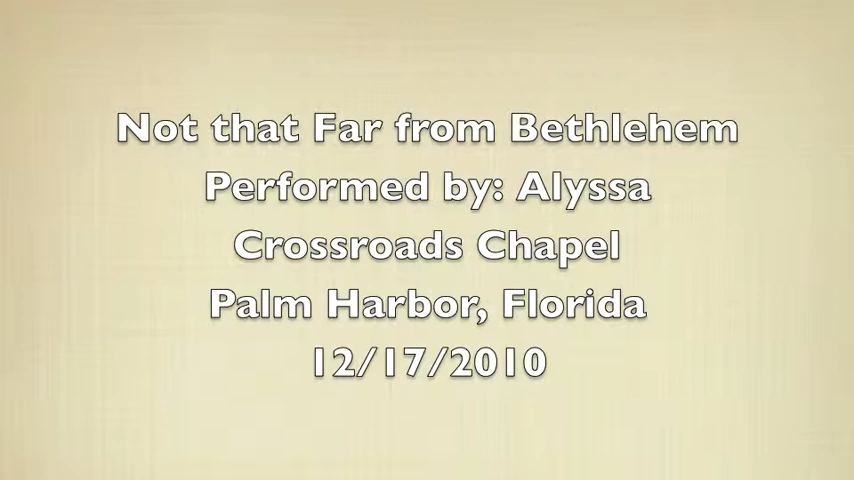 Not that Far from Bethlehem
Performed by: Alyssa
Crossroads Chapel
Palm Harbor, Florida
12/17/2010